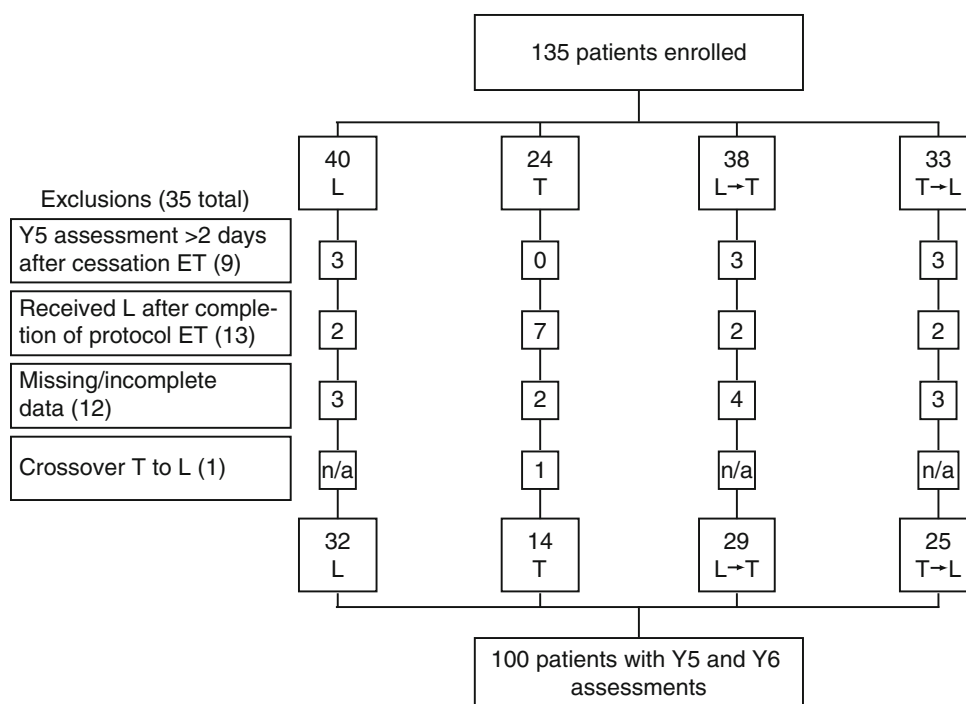 135 patients enrolled
40
L
24
T
38
L→T
33
T→L
Exclusions (35 total)
Y5 assessment >2 days
after cessation ET (9)
3
0
3
3
Received L after comple-
tion of protocol ET (13)
2
7
2
2
Missing/incomplete
data (12)
3
2
4
3
Crossover T to L (1)
n/a
1
n/a
n/a
32
L
14
T
29
L→T
25
T→L
100 patients with Y5 and Y6
assessments